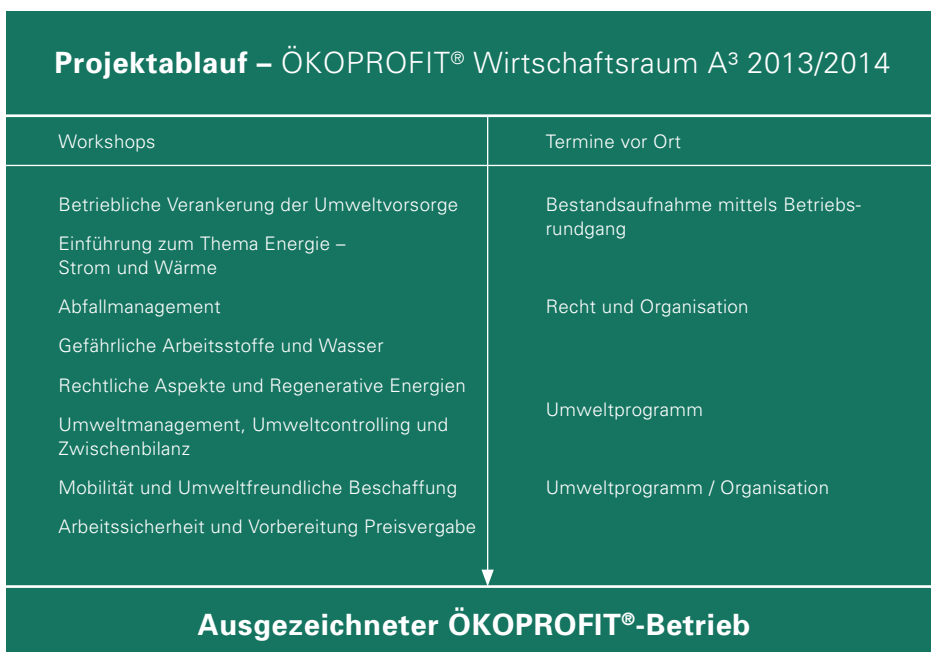 Projektablauf – ÖKOPROFIT® Wirtschaftsraum A³ 2013/2014
Workshops
Betriebliche Verankerung der Umweltvorsorge
Einführung zum Thema Energie –
Strom und Wärme
Abfallmanagement
Gefährliche Arbeitsstoffe und Wasser
Rechtliche Aspekte und Regenerative Energien
Umweltmanagement, Umweltcontrolling und
Zwischenbilanz
Mobilität und Umweltfreundliche Beschaffung
Arbeitssicherheit und Vorbereitung Preisvergabe
Termine vor Ort
Bestandsaufnahme mittels Betriebs-
rundgang
Recht und Organisation
Umweltprogramm
Umweltprogramm / Organisation
Ausgezeichneter ÖKOPROFIT®-Betrieb